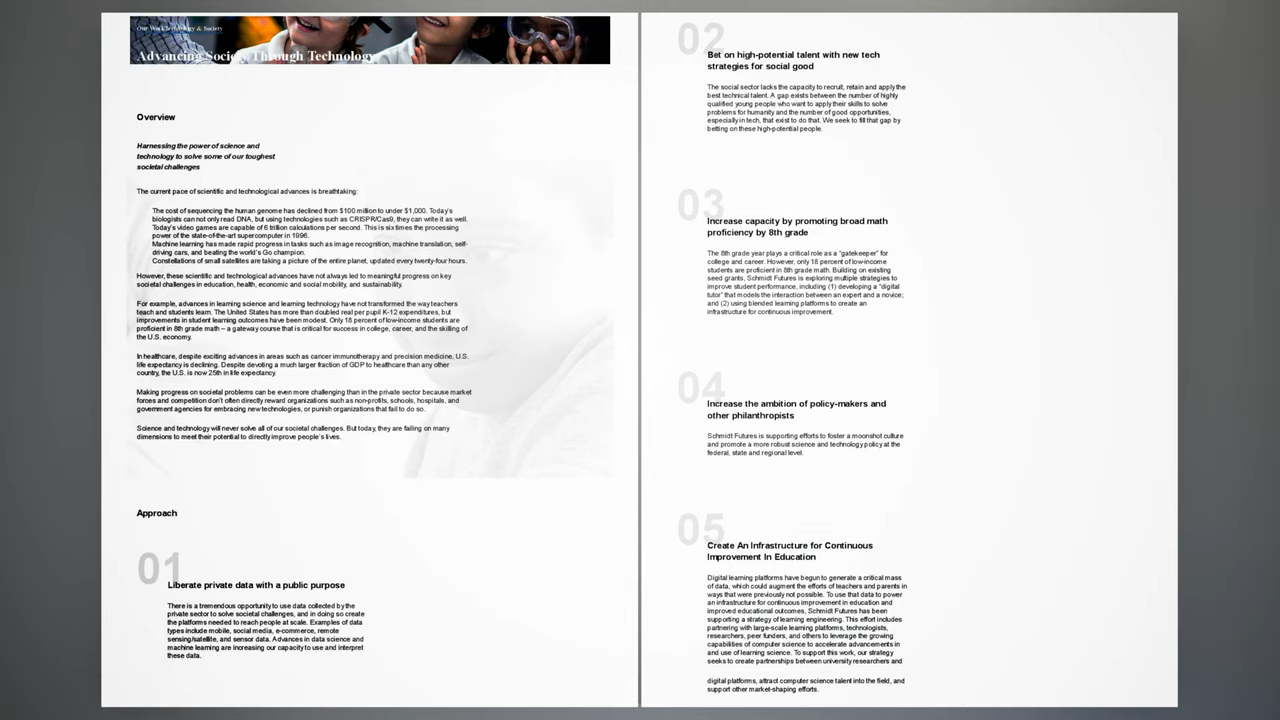 Our Work Technology & Society
Advancing Society Through Technology
Overview
Harnessing the power of science and
technology to solve some of our toughest
societal challenges
The current pace of scientific and technological advances is breathtaking:
The cost of sequencing the human genome has declined from $100 million to under $1,000. Today's
biologists can not only read DNA, but using technologies such as CRISPR/Cas9, they can write it as well.
Today's video games are capable of 6 trillion calculations per second. This is six times the processing
power of the state-of-the-art supercomputer in 1996.
Machine learning has made rapid progress in tasks such as image recognition, machine translation, self-
driving cars, and beating the world's Go champion.
Constellations of small satellites are taking a picture of the entire planet, updated every twenty-four hours.
However, these scientific and technological advances have not always led to meaningful progress on key
societal challenges in education, health, economic and social mobility, and sustainability.
For example, advances in learning science and learning technology have not transformed the way teachers
teach and students learn. The United States has more than doubled real per pupil K-12 expenditures, but
improvements in student learning outcomes have been modest. Only 18 percent of low-income students are
proficient in 8th grade math – a gateway course that is critical for success in college, career, and the skilling of
the U.S. economy.
In healthcare, despite exciting advances in areas such as cancer immunotherapy and precision medicine, U.S.
life expectancy is declining. Despite devoting a much larger fraction of GDP to healthcare than any other
country, the U.S. is now 25th in life expectancy.
Making progress on societal problems can be even more challenging than in the private sector because market
forces and competition don't often directly reward organizations such as non-profits, schools, hospitals, and
government agencies for embracing new technologies, or punish organizations that fail to do so.
Science and technology will never solve all of our societal challenges. But today, they are failing on many
dimensions to meet their potential to directly improve people's lives.
Approach
01
Liberate private data with a public purpose
There is a tremendous opportunity to use data collected by the
private sector to solve societal challenges, and in doing so create
the platforms needed to reach people at scale. Examples of data
types include mobile, social media, e-commerce, remote
sensing/satellite, and sensor data. Advances in data science and
machine learning are increasing our capacity to use and interpret
these data.
02
Bet on high-potential talent with new tech
strategies for social good
The social sector lacks the capacity to recruit, retain and apply the
best technical talent. A gap exists between the number of highly
qualified young people who want to apply their skills to solve
problems for humanity and the number of good opportunities,
especially in tech, that exist to do that. We seek to fill that gap by
betting on these high-potential people.
03
Increase capacity by promoting broad math
proficiency by 8th grade
The 8th grade year plays a critical role as a "gatekeeper" for
college and career. However, only 18 percent of low-income
students are proficient in 8th grade math. Building on existing
seed grants, Schmidt Futures is exploring multiple strategies to
improve student performance, including (1) developing a "digital
tutor" that models the interaction between an expert and a novice;
and (2) using blended learning platforms to create an
infrastructure for continuous improvement.
04
Increase the ambition of policy-makers and
other philanthropists
Schmidt Futures is supporting efforts to foster a moonshot culture
and promote a more robust science and technology policy at the
federal, state and regional level.
05
Create An Infrastructure for Continuous
Improvement In Education
Digital learning platforms have begun to generate a critical mass
of data, which could augment the efforts of teachers and parents in
ways that were previously not possible. To use that data to power
an infrastructure for continuous improvement in education and
improved educational outcomes, Schmidt Futures has been
supporting a strategy of learning engineering. This effort includes
partnering with large-scale learning platforms, technologists,
researchers, peer funders, and others to leverage the growing
capabilities of computer science to accelerate advancements in
and use of learning science. To support this work, our strategy
seeks to create partnerships between university researchers and
digital platforms, attract computer science talent into the field, and
support other market-shaping efforts.